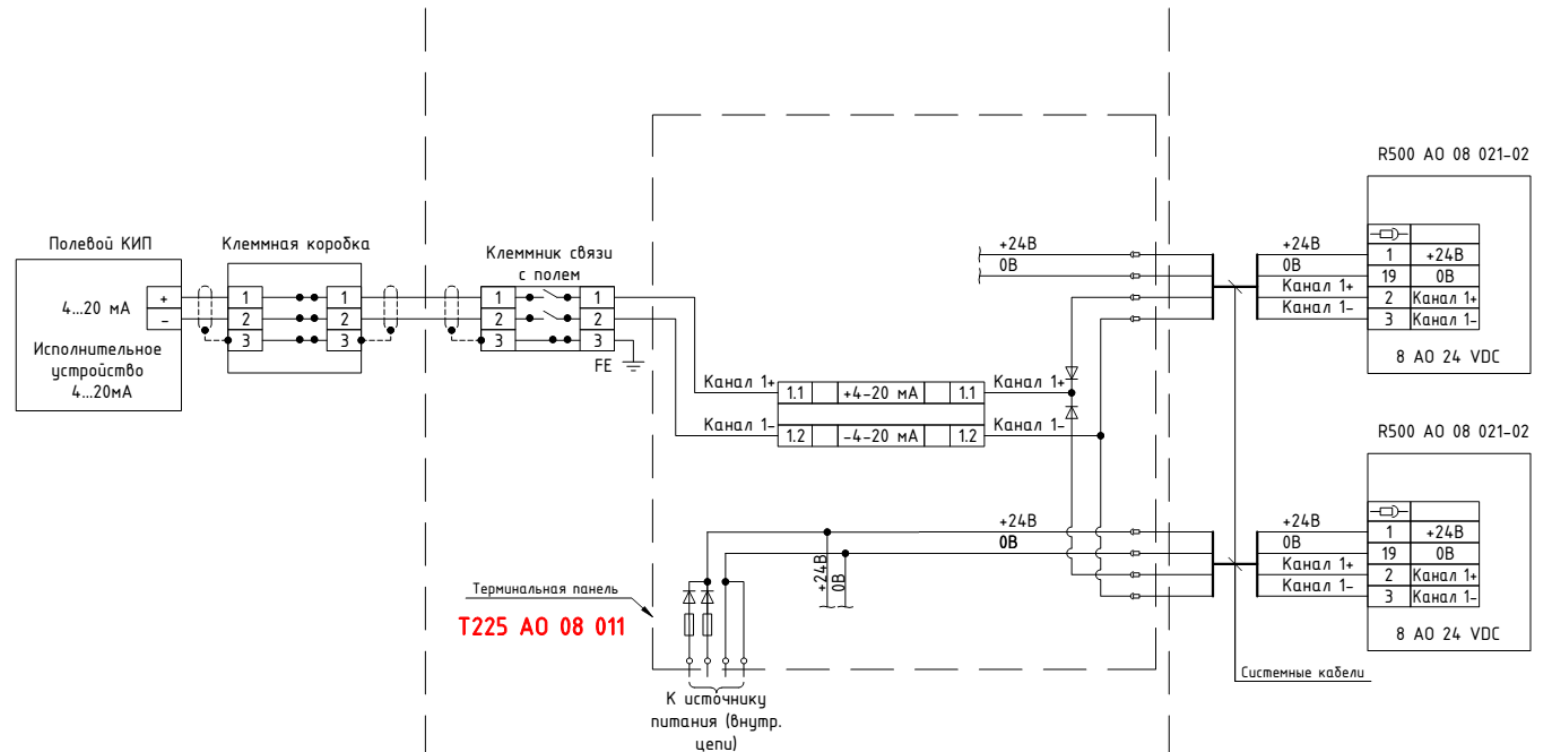 R500 AO 08 021-02
Полевой КИП
4...20 мА
+
-
Исполнительное
устройство
4...20мА
Клеммная коробка
1
1
2
2
3
3
Клеммник связи
с полем
1
1
2
2
3
3
FE
+24В
0В
Канал 1+
1.1
+4-20 мА
1.1
Канал 1+
Канал 1-
1.2
-4-20 мА
1.2
Канал 1-
+24В
0В
Канал 1+
Канал 1-
1
+24В
19
0В
2
Канал 1+
3
Канал 1-
8 AO 24 VDC
R500 AO 08 021-02
+24В
0В
+24В
0В
Терминальная панель
T225 AO 08 011
К источнику
питания (внутр.
цепи)
+24В
0В
Канал 1+
Канал 1-
1
+24В
19
0В
2
Канал 1+
3
Канал 1-
8 AO 24 VDC
Системные кабели